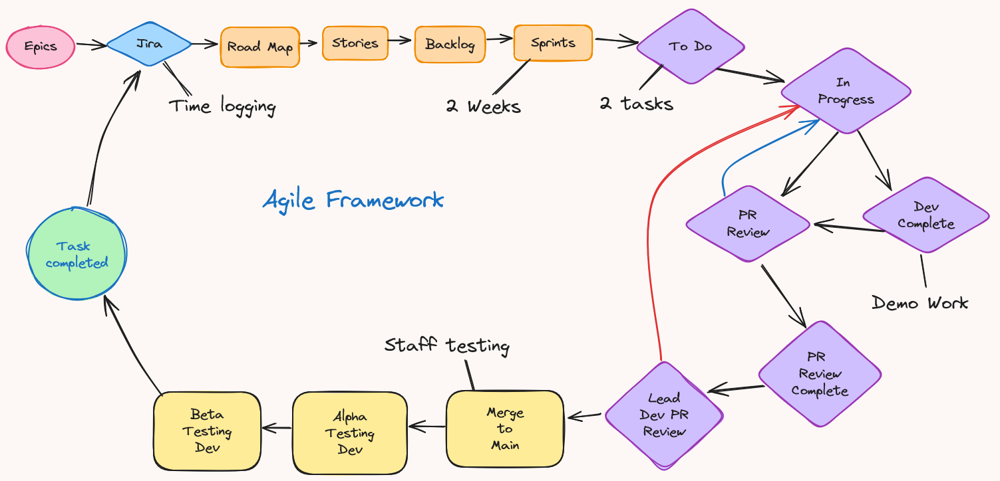 Epics
Jira
Road Map
Stories
Backlog
Sprints
To Do
In
Progress
Time logging
2 Weeks
2 tasks
Agile Framework
PR
Review
Dev
Complete
Task
completed
Demo Work
Staff testing
PR
Review
Complete
Lead
Dev PR
Review
Merge
to
Main
Alpha
Testing
Dev
Beta
Testing
Dev